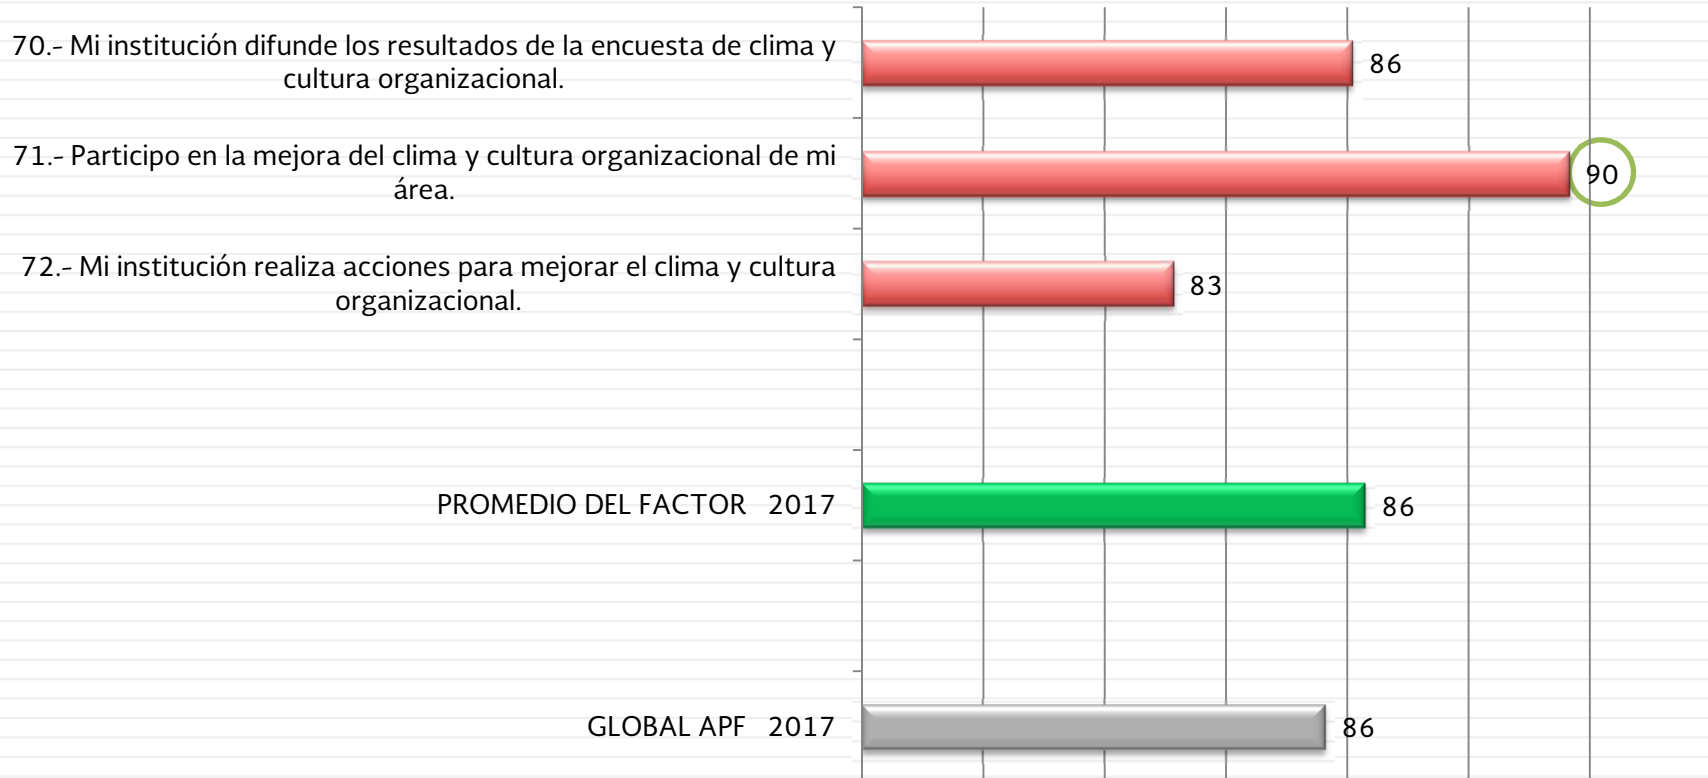 70.- Mi institución difunde los resultados de la encuesta de clima y
cultura organizacional.
86
71.- Participo en la mejora del clima y cultura organizacional de mi
área.
90
72.- Mi institución realiza acciones para mejorar el clima y cultura
organizacional.
83
PROMEDIO DEL FACTOR 2017
86
GLOBAL APF 2017
86